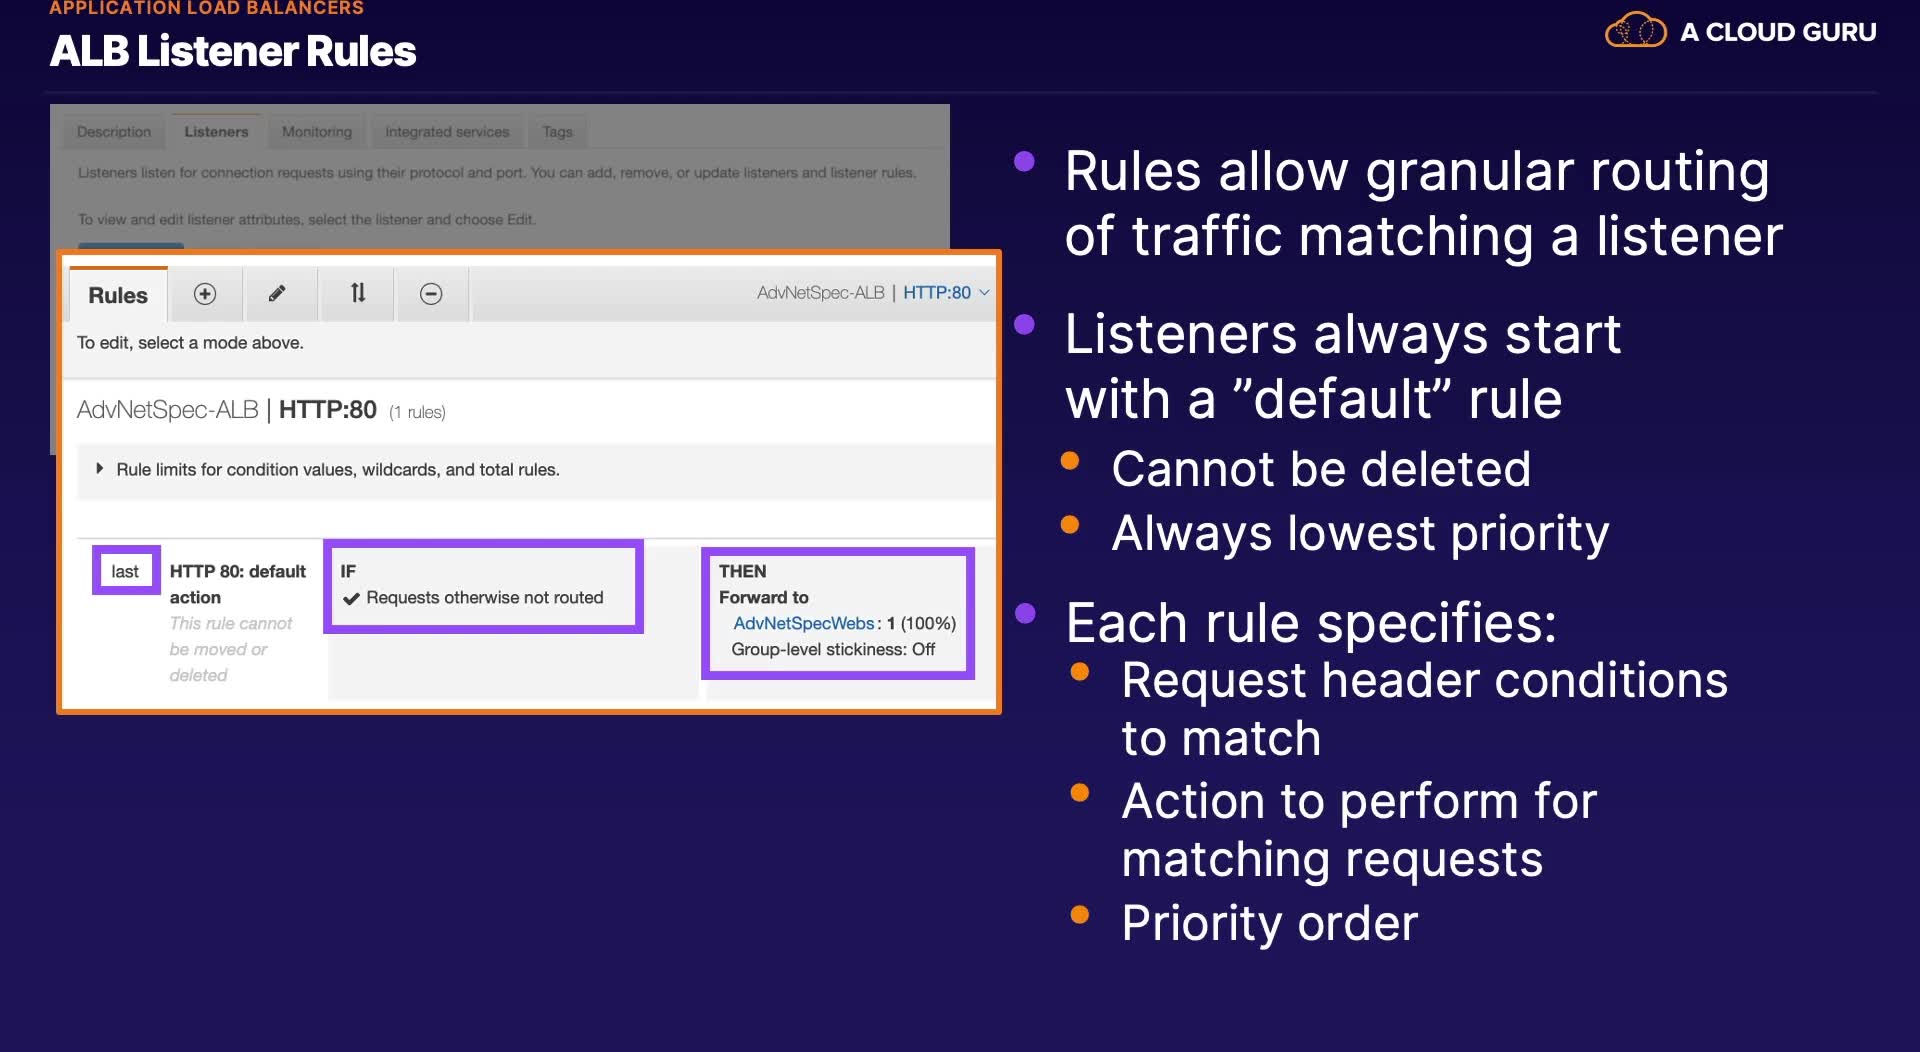 APPLICATION LOAD BALANCERS
ALB Listener Rules
A CLOUD GURU
Description Listeners Monitoring Integrated services Tags
Listeners listen for connection requests using their protocol and port. You can add, remove, or update listeners and listener rules.
To view and edit listener attributes, select the listener and choose Edit.
Rules AdvNetSpec-ALB | HTTP:80
To edit, select a mode above.
AdvNetSpec-ALB | HTTP:80 (1 rules)
Rule limits for condition values, wildcards, and total rules.
last
HTTP 80: default
action
This rule cannot
be moved or
deleted
IF
Requests otherwise not routed
THEN
Forward to
AdvNetSpecWebs: 1 (100%)
Group-level stickiness: Off
Rules allow granular routing
of traffic matching a listener
Listeners always start
with a ”default” rule
Cannot be deleted
Always lowest priority
Each rule specifies:
Request header conditions
to match
Action to perform for
matching requests
Priority order